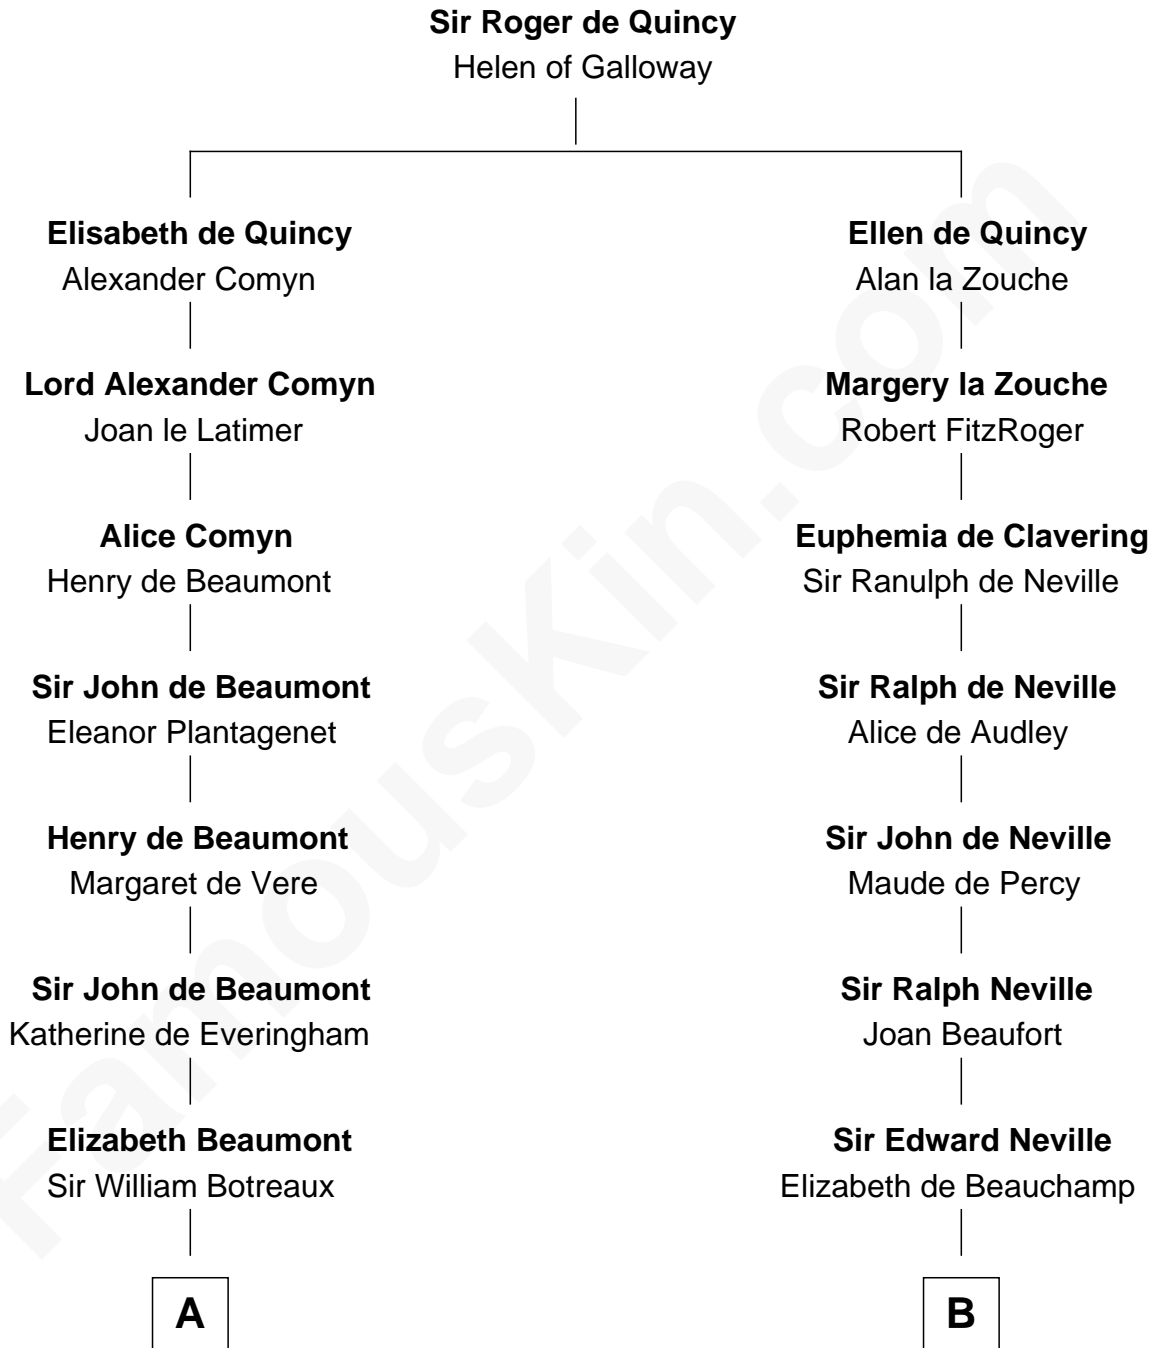 Sir Roger de Quincy
Helen of Galloway
Elisabeth de Quincy
Alexander Comyn
Ellen de Quincy
Alan la Zouche
Lord Alexander Comyn
Joan le Latimer
Margery la Zouche
Robert FitzRoger
Alice Comyn
Henry de Beaumont
Euphemia de Clavering
Sir Ranulph de Neville
Sir John de Beaumont
Eleanor Plantagenet
Sir Ralph de Neville
Alice de Audley
Henry de Beaumont
Margaret de Vere
Sir John de Neville
Maude de Percy
Sir John de Beaumont
Katherine de Everingham
Sir Ralph Neville
Joan Beaufort
Elizabeth Beaumont
Sir William Botreaux
Sir Edward Neville
Elizabeth de Beauchamp
A
B
FamousKin.com